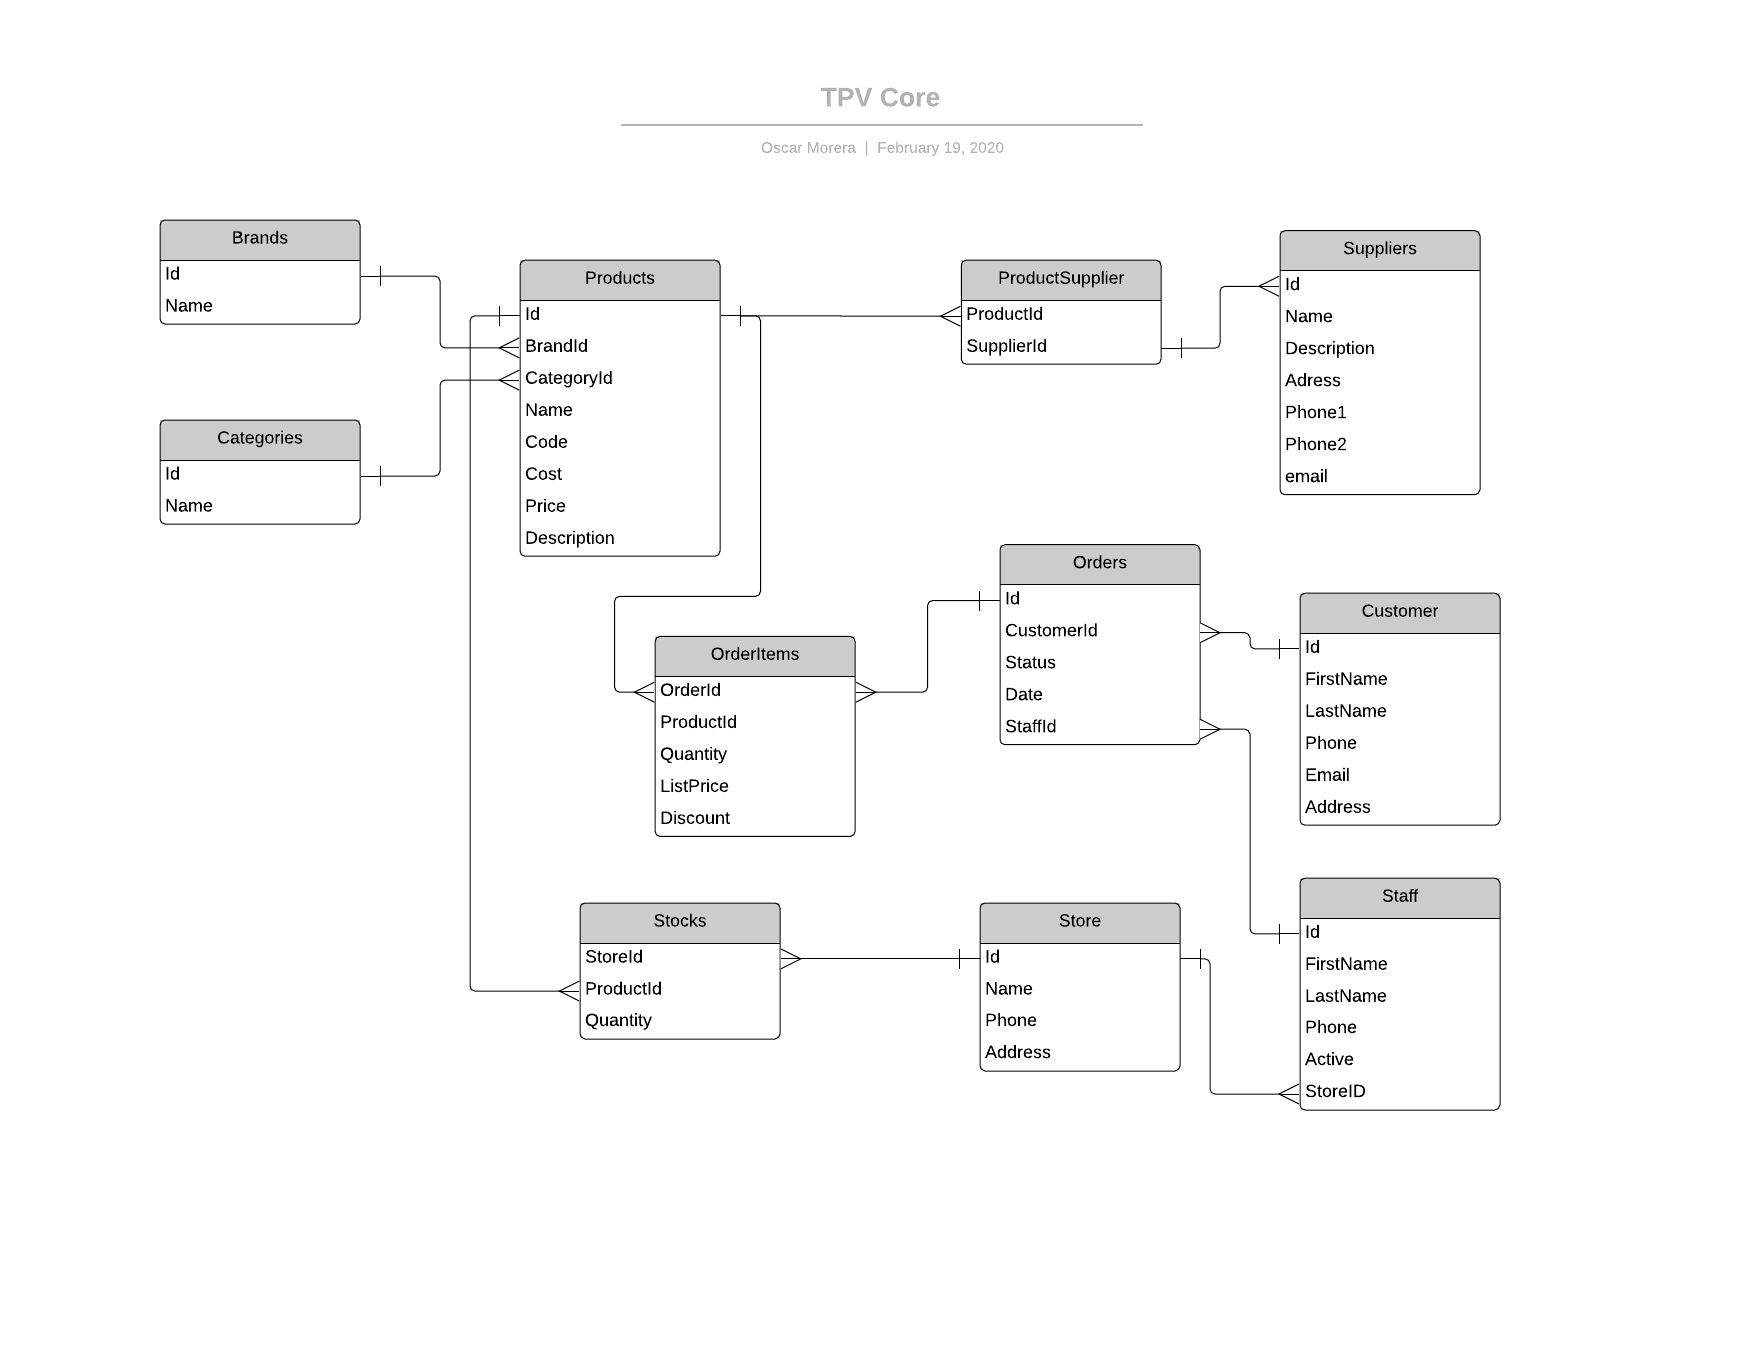 TPV Core
Oscar Morera | February 19, 2020
Brands
Id
Name
Categories
Id
Name
Products
Id
BrandId
CategoryId
Name
Code
Cost
Price
Description
ProductSupplier
ProductId
SupplierId
Suppliers
Id
Name
Description
Adress
Phone1
Phone2
email
OrderItems
OrderId
ProductId
Quantity
ListPrice
Discount
Orders
Id
CustomerId
Status
Date
StaffId
Customer
Id
FirstName
LastName
Phone
Email
Address
Stocks
StoreId
ProductId
Quantity
Store
Id
Name
Phone
Address
Staff
Id
FirstName
LastName
Phone
Active
StoreID